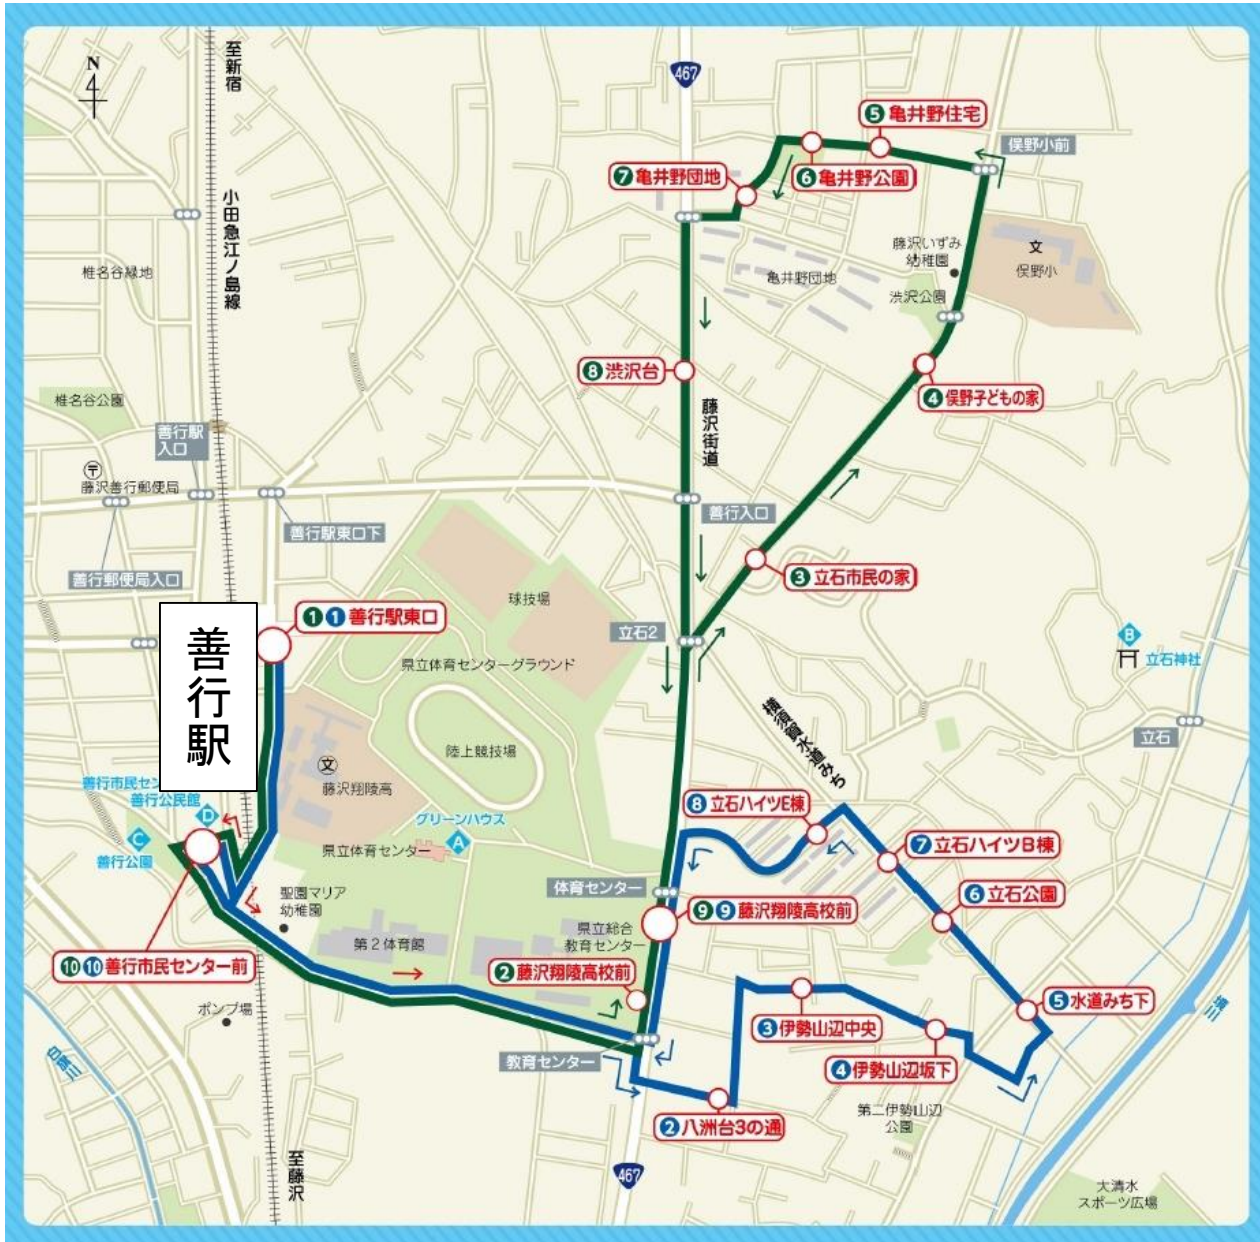 N
至新宿
467
⑤亀井野住宅
俣野小前
⑦亀井野団地
⑥亀井野公園
小田急江ノ島線
藤沢いずみ
幼稚園
文
俣野小
椎名谷緑地
亀井野団地
渋沢公園
⑧渋沢台
④俣野子どもの家
椎名谷公園
藤沢街道
善行駅
入口
〒
藤沢善行郵便局
善行入口
善行駅東口下
善行郵便局入口
③立石市民の家
球技場
①①善行駅東口
立石2
B
立石神社
善行駅
県立体育センターグラウンド
横須賀水道みち
立石
陸上競技場
文
藤沢翔陵高
善行市民セン
善行公民館
D
⑧立石ハイツE棟
グリーンハウス
A
C
善行公園
県立体育センター
⑦立石ハイツB棟
体育センター
聖園マリア
幼稚園
⑥立石公園
⑨⑨藤沢翔陵高校前
県立総合
教育センター
第2体育館
⑩⑩善行市民センター前
②藤沢翔陵高校前
⑤水道みち下
境川
ポンプ場
③伊勢山辺中央
教育センター
④伊勢山辺坂下
白旗川
②八洲台3の通
第二伊勢山辺
公園
至藤沢
467
大清水
スポーツ広場